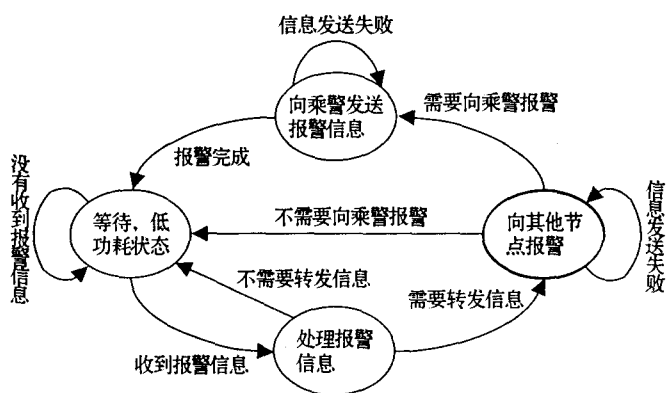 信息发送失败
向乘警发送
报警信息
需要向乘警报警
报警完成
没有收到报警信息
等待、低
功耗状态
不需要向乘警报警
向其他节
点报警
信息发送失败
不需要转发信息
需要转发信息
处理报警
信息
收到报警信息